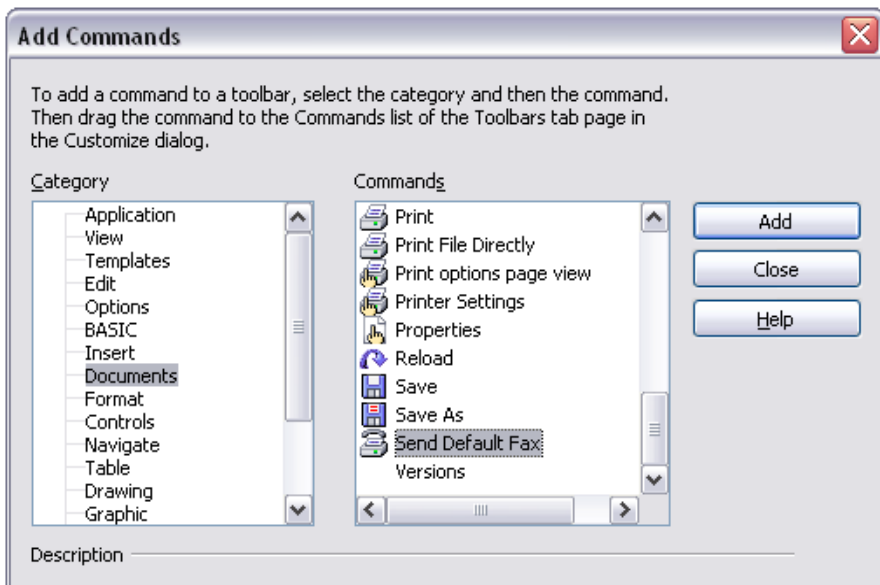 Add Commands
To add a command to a toolbar, select the category and then the command.
Then drag the command to the Commands list of the Toolbars tab page in
the Customize dialog.
Category
Application
View
Templates
Edit
Options
BASIC
Insert
Documents
Format
Controls
Navigate
Table
Drawing
Graphic
Commands
Print
Print File Directly
Print options page view
Printer Settings
Properties
Reload
Save
Save As
Send Default Fax
Versions
Add
Close
Help
Description